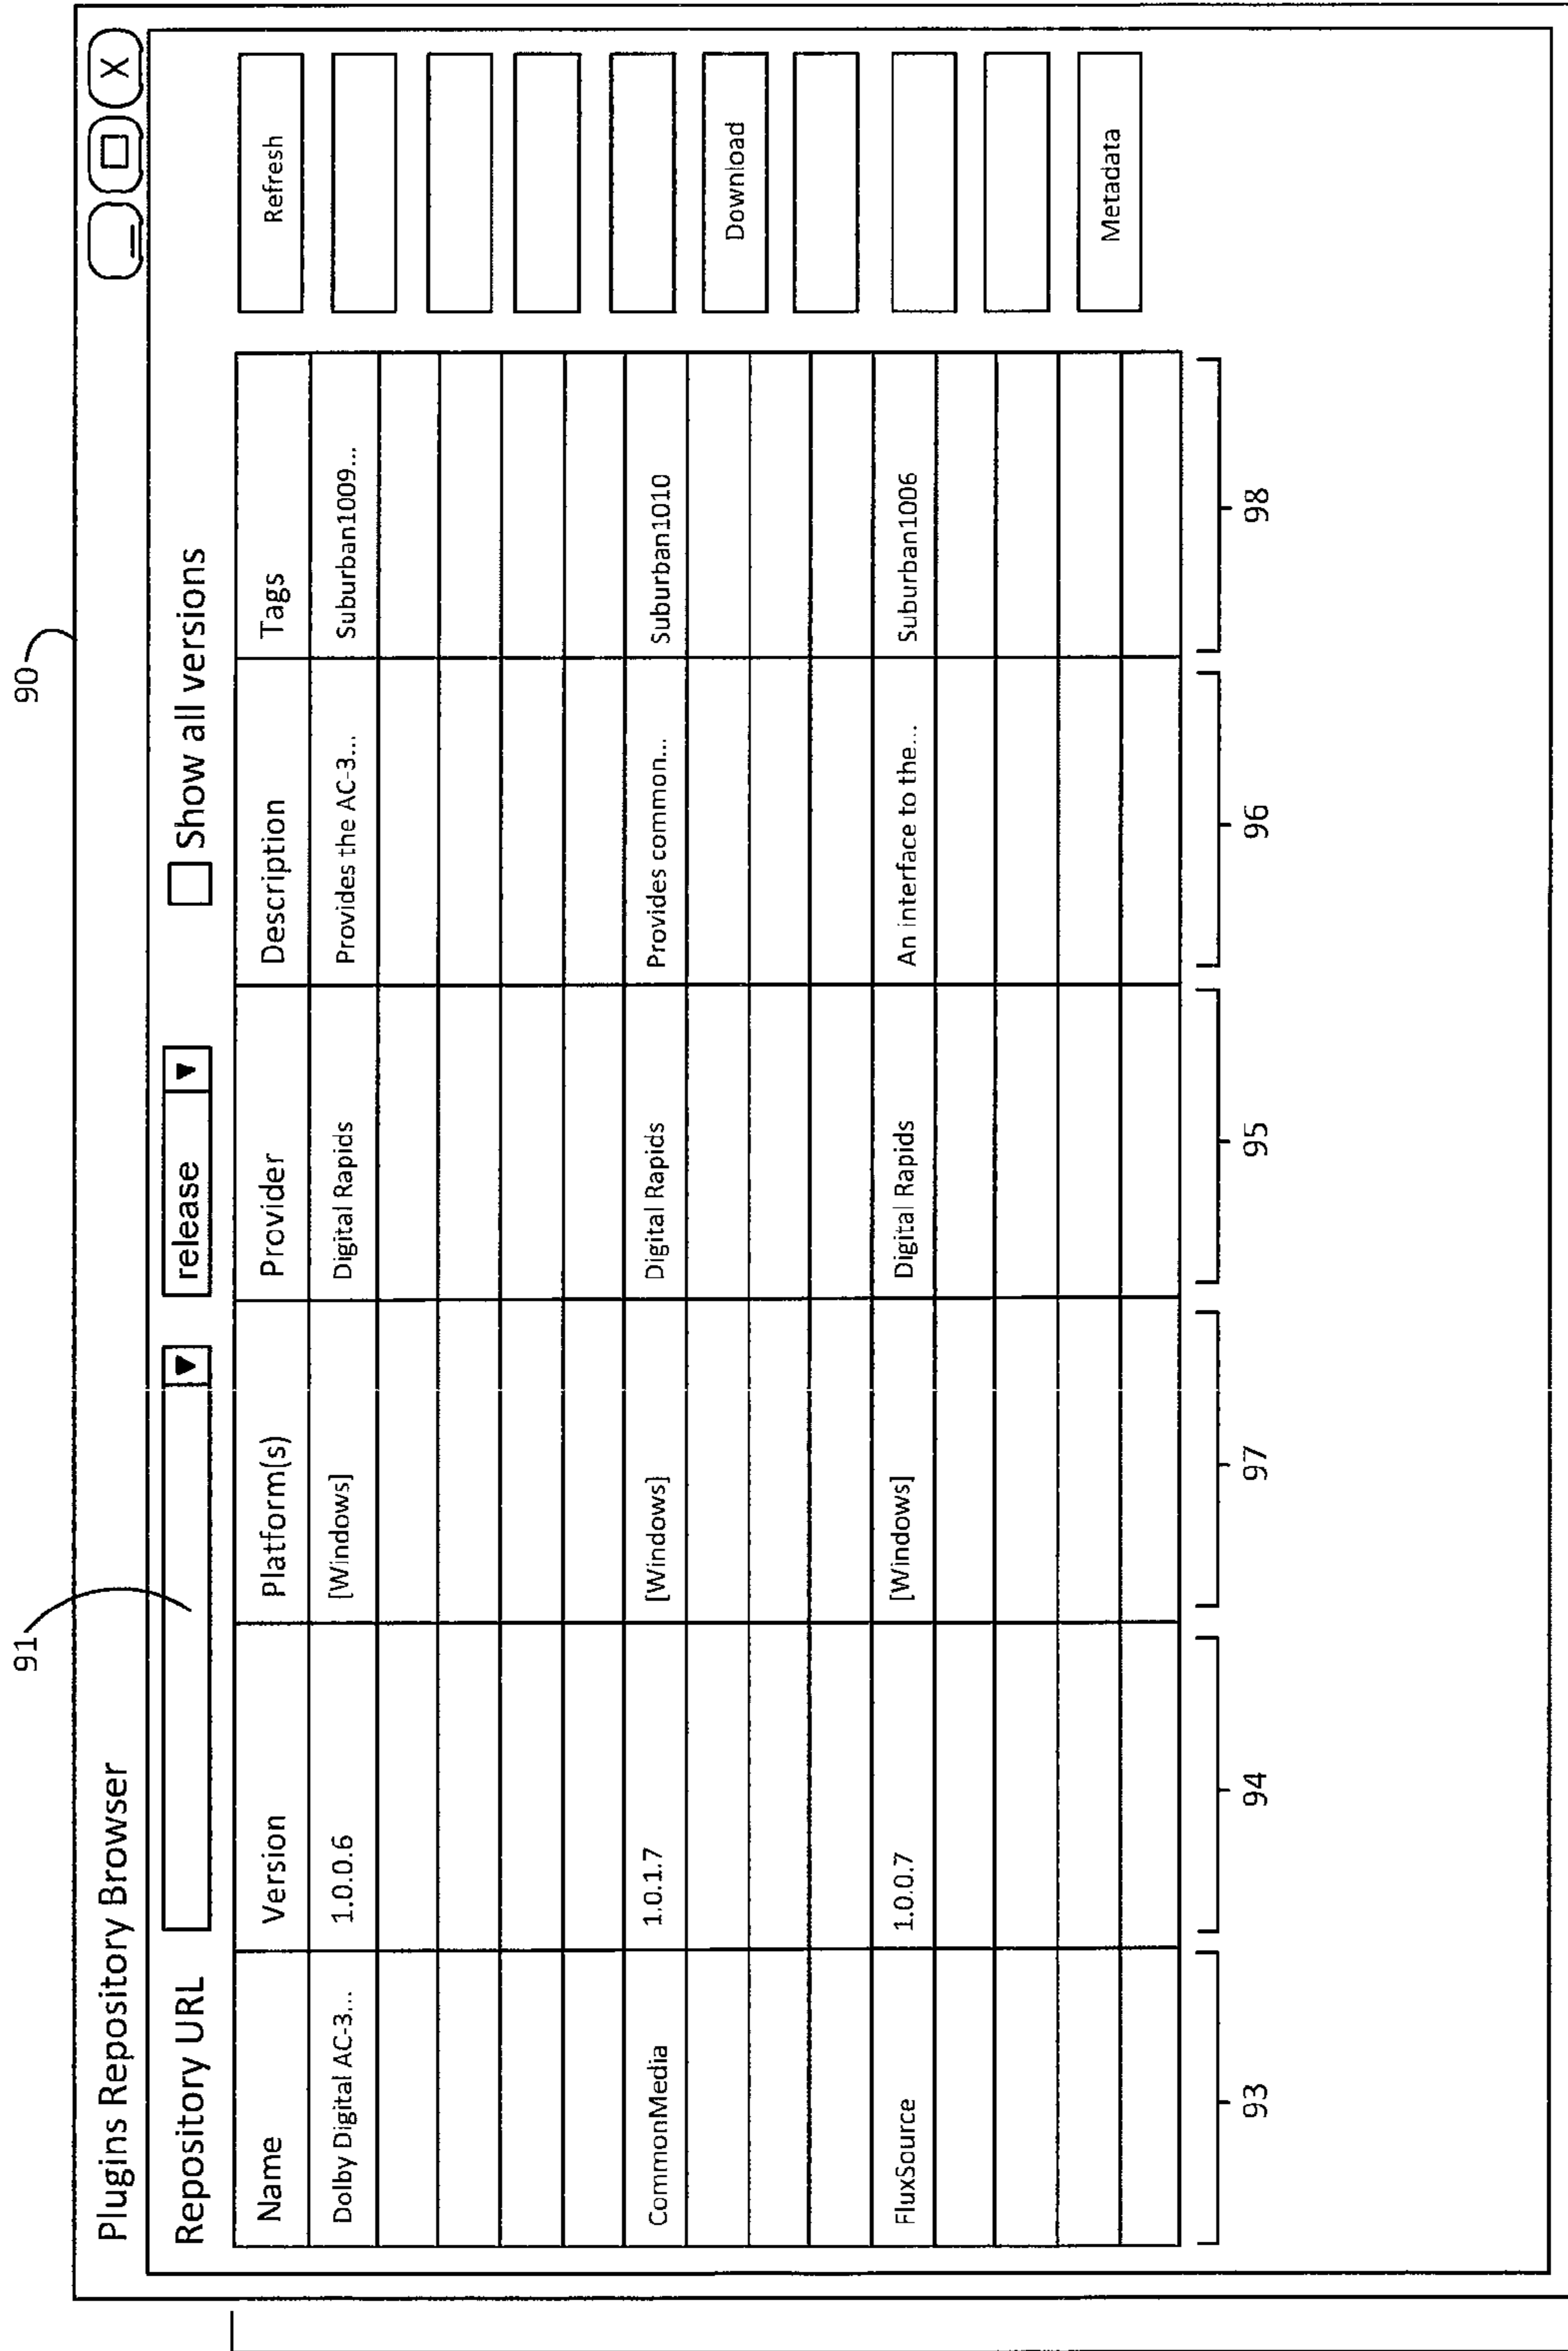 90
91
Plugins Repository Browser
X
Repository URL
release
Show all versions
Name Version Platform(s) Provider Description Tags
Dolby Digital AC-3... 1.0.0.6 [Windows] Digital Rapids Provides the AC-3... Suburban1009...
CommonMedia 1.0.1.7 [Windows] Digital Rapids Provides common... Suburban1010
FluxSource 1.0.0.7 [Windows] Digital Rapids An interface to the... Suburban1006
Refresh
Download
Metadata
93 94 97 95 96 98